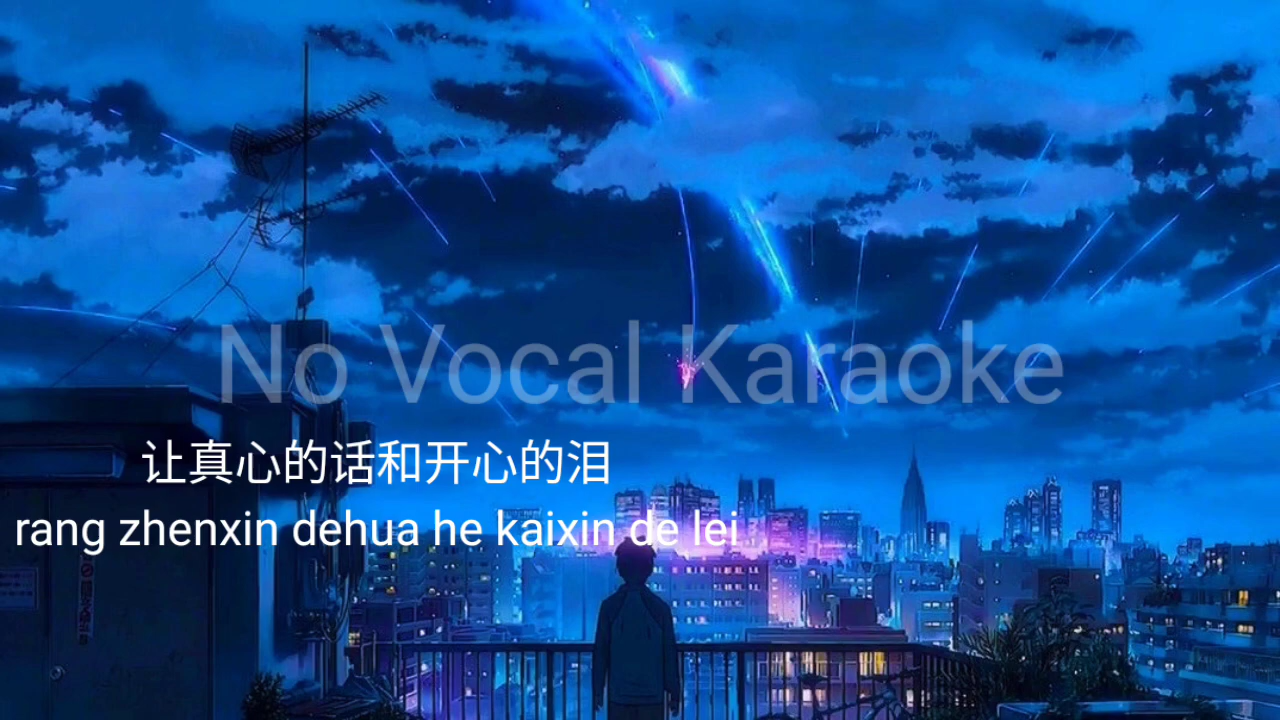 No Vocal Karaoke
让真心的话和开心的泪
rang zhenxin dehua he kaixin de lei